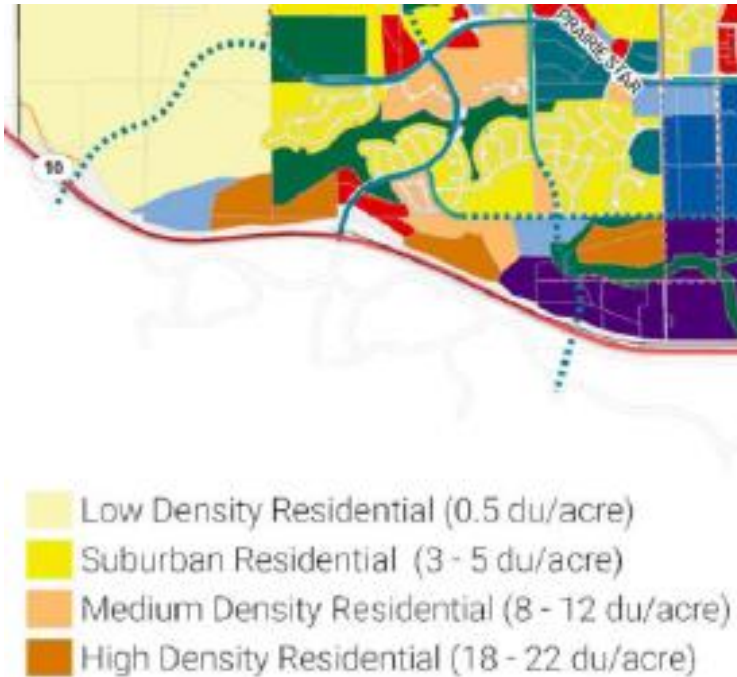 PRAIRIE STAR
10
Low Density Residential (0.5 du/acre)
Suburban Residential (3 - 5 du/acre)
Medium Density Residential (8 - 12 du/acre)
High Density Residential (18 - 22 du/acre)